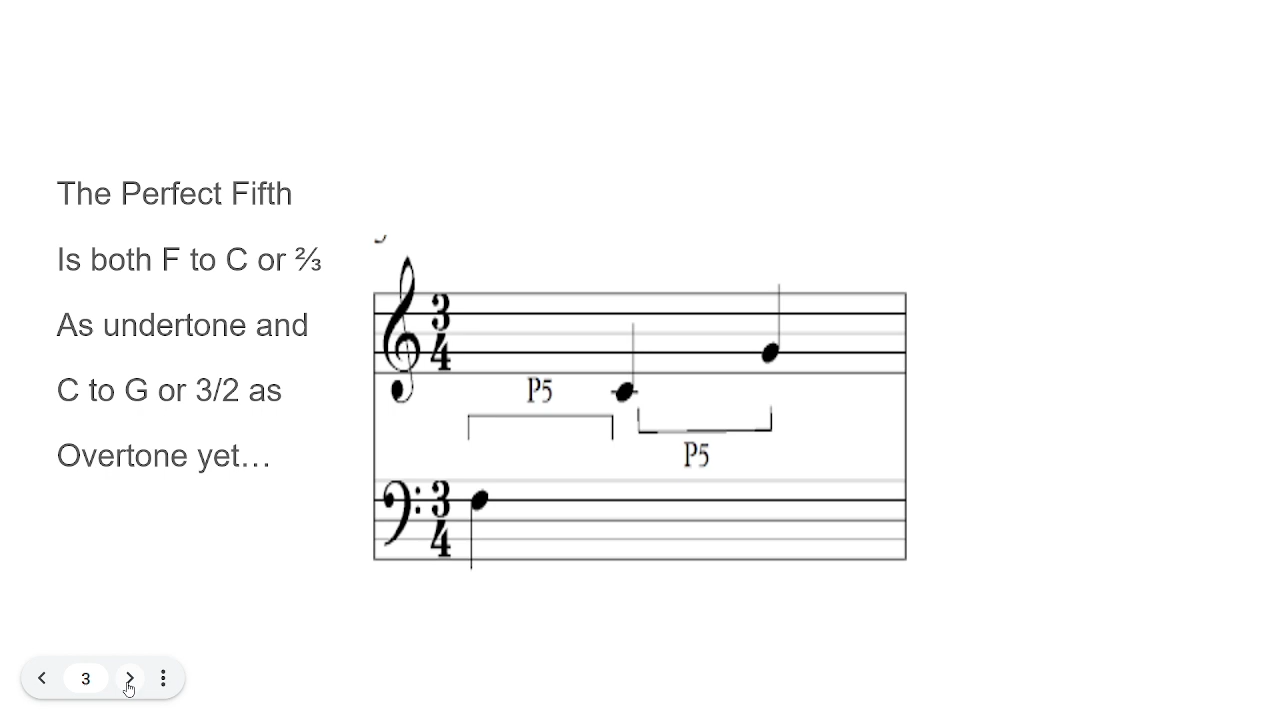 The Perfect Fifth
Is both F to C or ⅔
As undertone and
C to G or 3/2 as
Overtone yet…
3
4
P5
P5
3
4
3